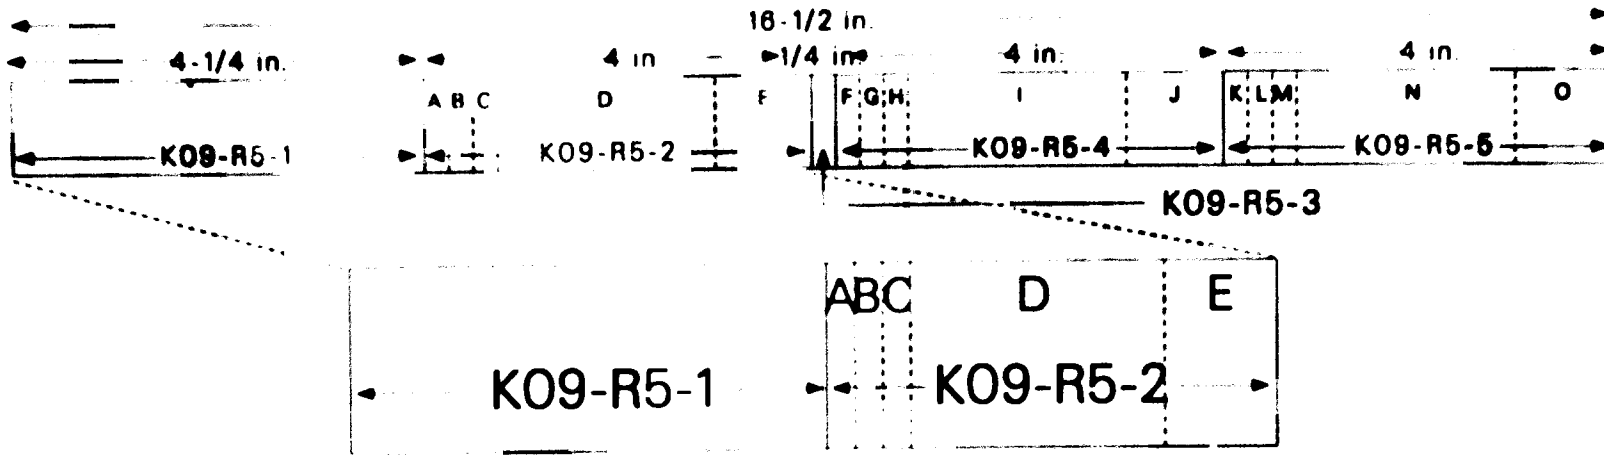 16-1/2 in.
4-1/4 in. 4 in 1/4 in 4 in. 4 in.
A B C D E F G H I J K L M N O
K09-R5-1 K09-R5-2 K09-R5-4 K09-R5-5
K09-R5-3
A B C D E
K09-R5-1 K09-R5-2